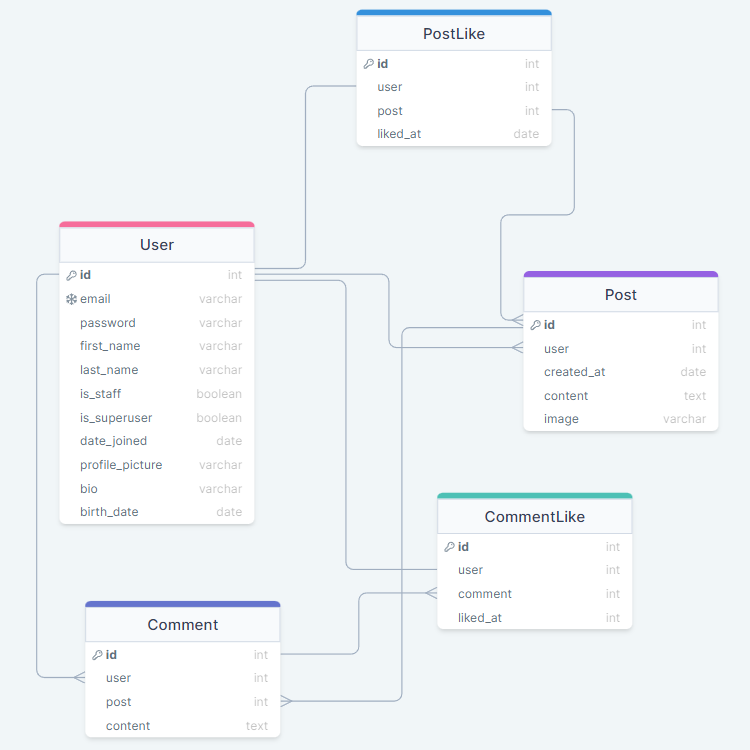 PostLike
id int
user int
post int
liked_at date
User
id int
email varchar
password varchar
first_name varchar
last_name varchar
is_staff boolean
is_superuser boolean
date_joined date
profile_picture varchar
bio varchar
birth_date date
Post
id int
user int
created_at date
content text
image varchar
CommentLike
id int
user int
comment int
liked_at int
Comment
id int
user int
post int
content text